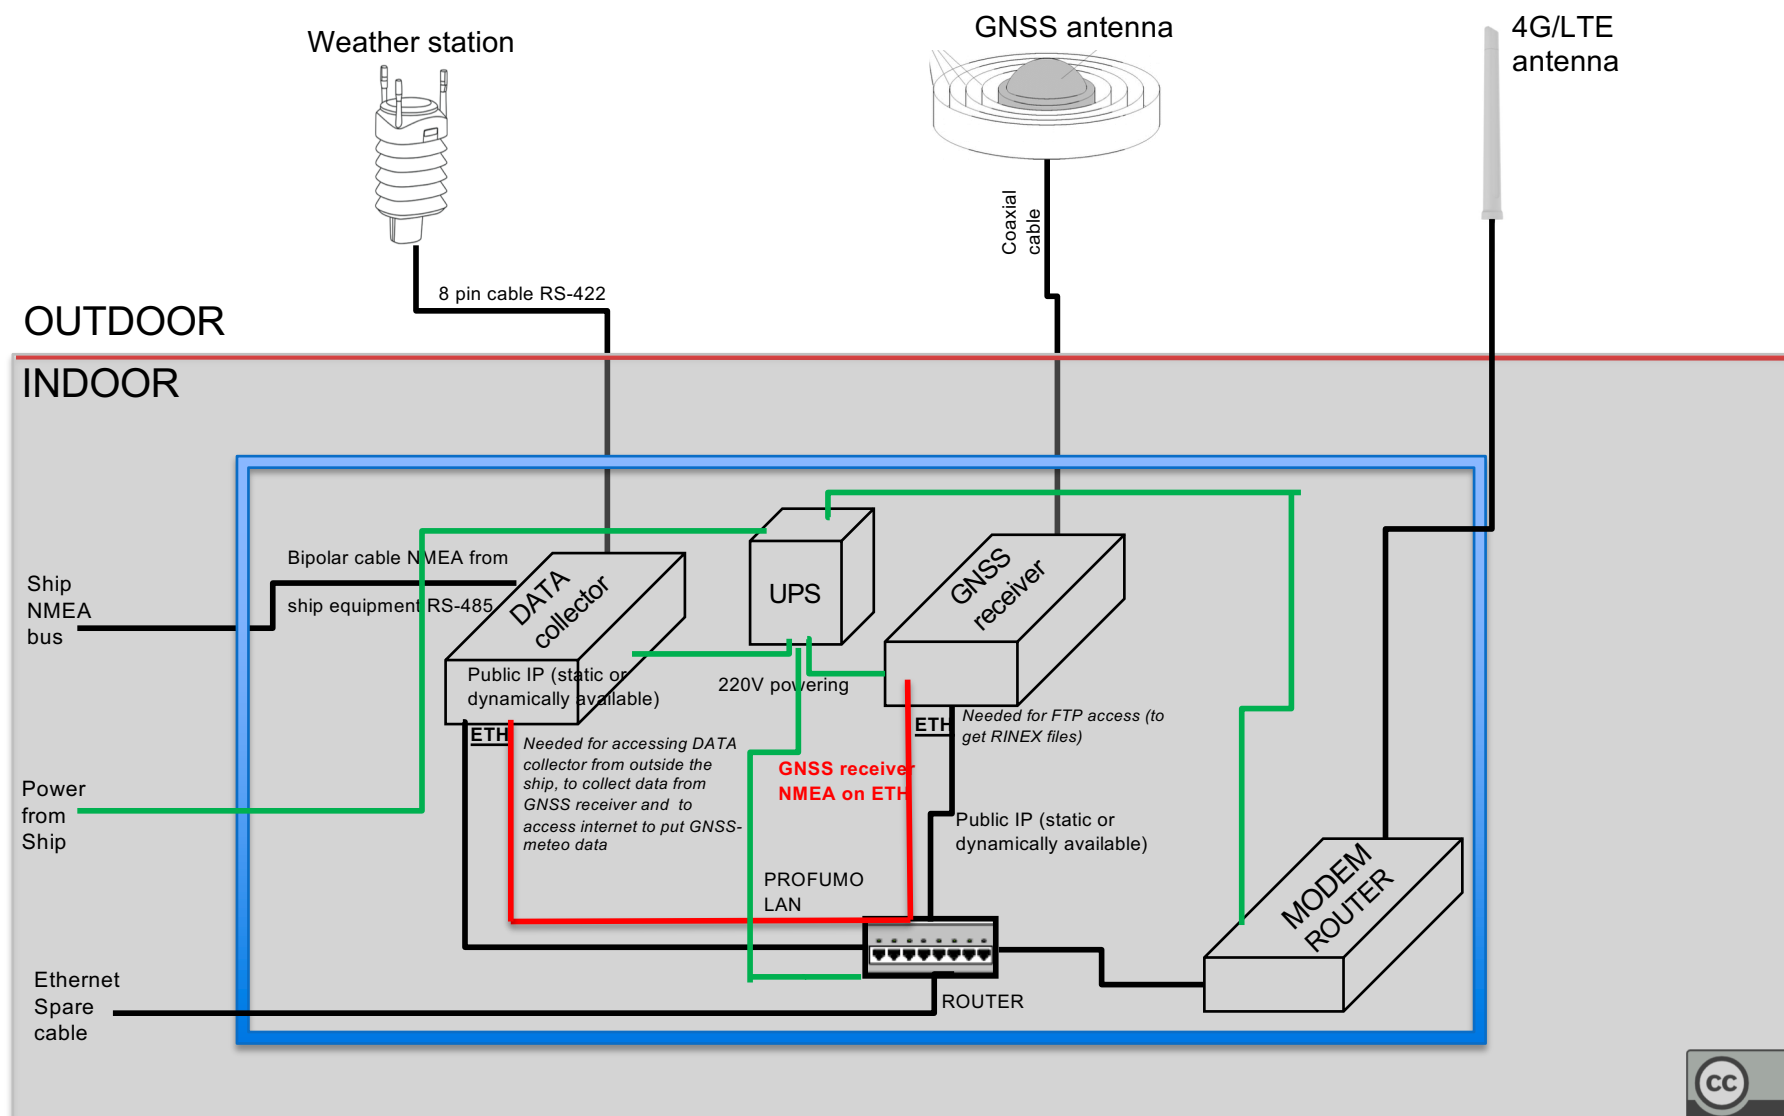 Weather station
GNSS antenna
4G/LTE
antenna
Coaxial
cable
8 pin cable RS-422
OUTDOOR
INDOOR
Bipolar cable NMEA from
ship equipment RS-485
Ship
NMEA
bus
DATA
collector
UPS
GNSS
receiver
Public IP (static or
dynamically available)
220V powering
ETH
Needed for accessing DATA
collector from outside the
ship, to collect data from
GNSS receiver and to
access internet to put GNSS-
meteo data
ETH
Needed for FTP access (to
get RINEX files)
GNSS receiver
NMEA on ETH
Power
from
Ship
Public IP (static or
dynamically available)
PROFUMO
LAN
MODEM
ROUTER
Ethernet
Spare
cable
ROUTER
cc